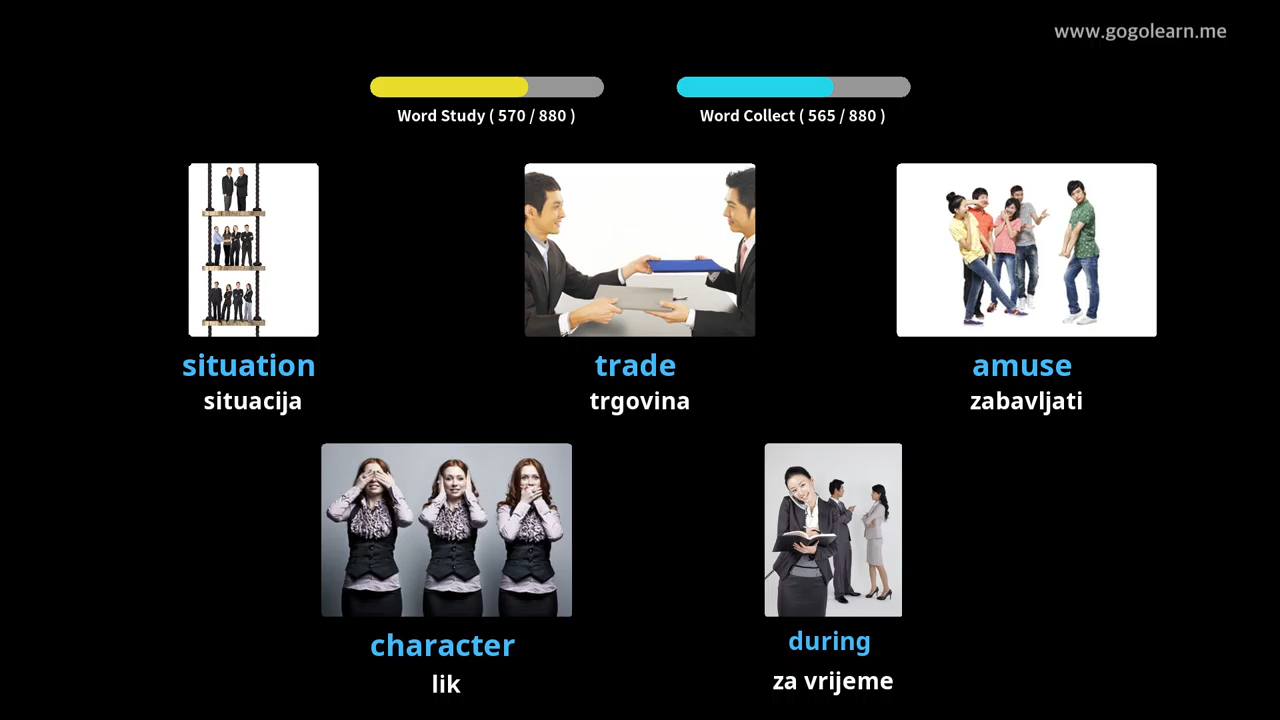 www.gogolearn.me
Word Study ( 570 / 880 )
Word Collect ( 565 / 880 )
situation
situacija
trade
trgovina
amuse
zabavljati
character
lik
during
za vrijeme